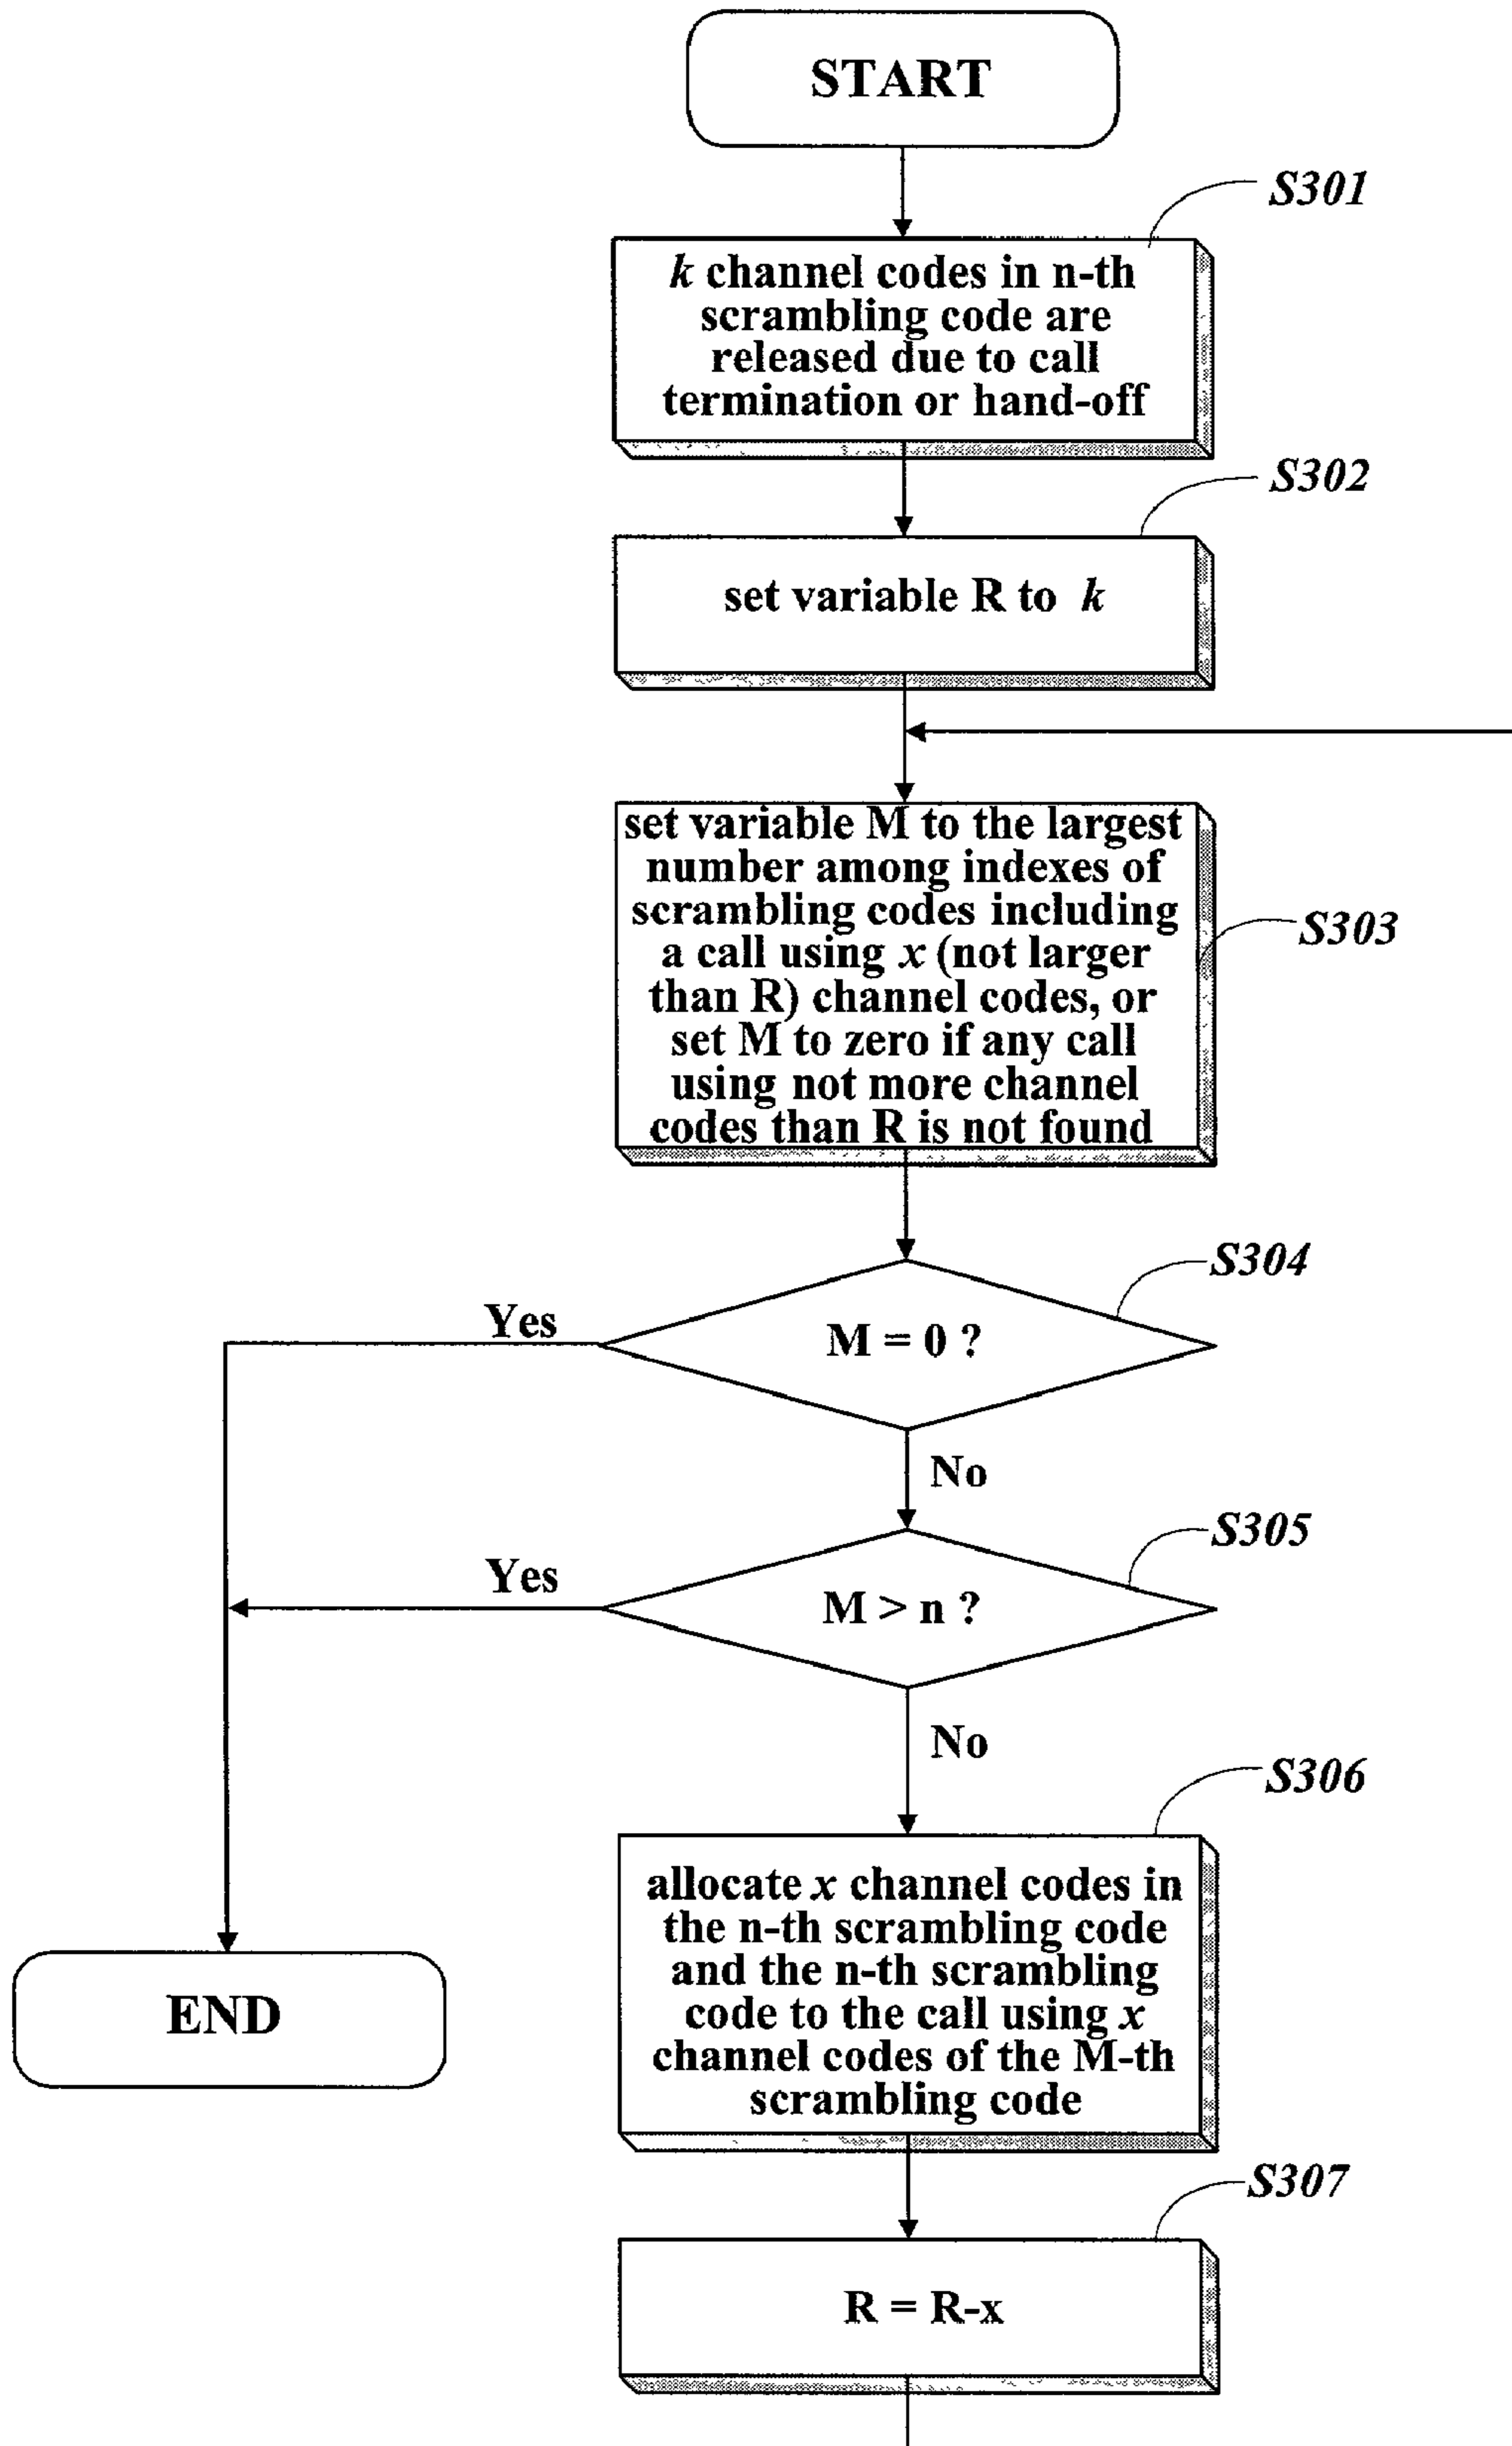 START
S301
k channel codes in n-th
scrambling code are
released due to call
termination or hand-off
S302
set variable R to k
set variable M to the largest
number among indexes of
scrambling codes including
a call using x (not larger
than R) channel codes, or
set M to zero if any call
using not more channel
codes than R is not found
S303
S304
Yes
M = 0 ?
No
S305
Yes
M > n ?
No
S306
allocate x channel codes in
the n-th scrambling code
and the n-th scrambling
code to the call using x
channel codes of the M-th
scrambling code
END
S307
R = R-x